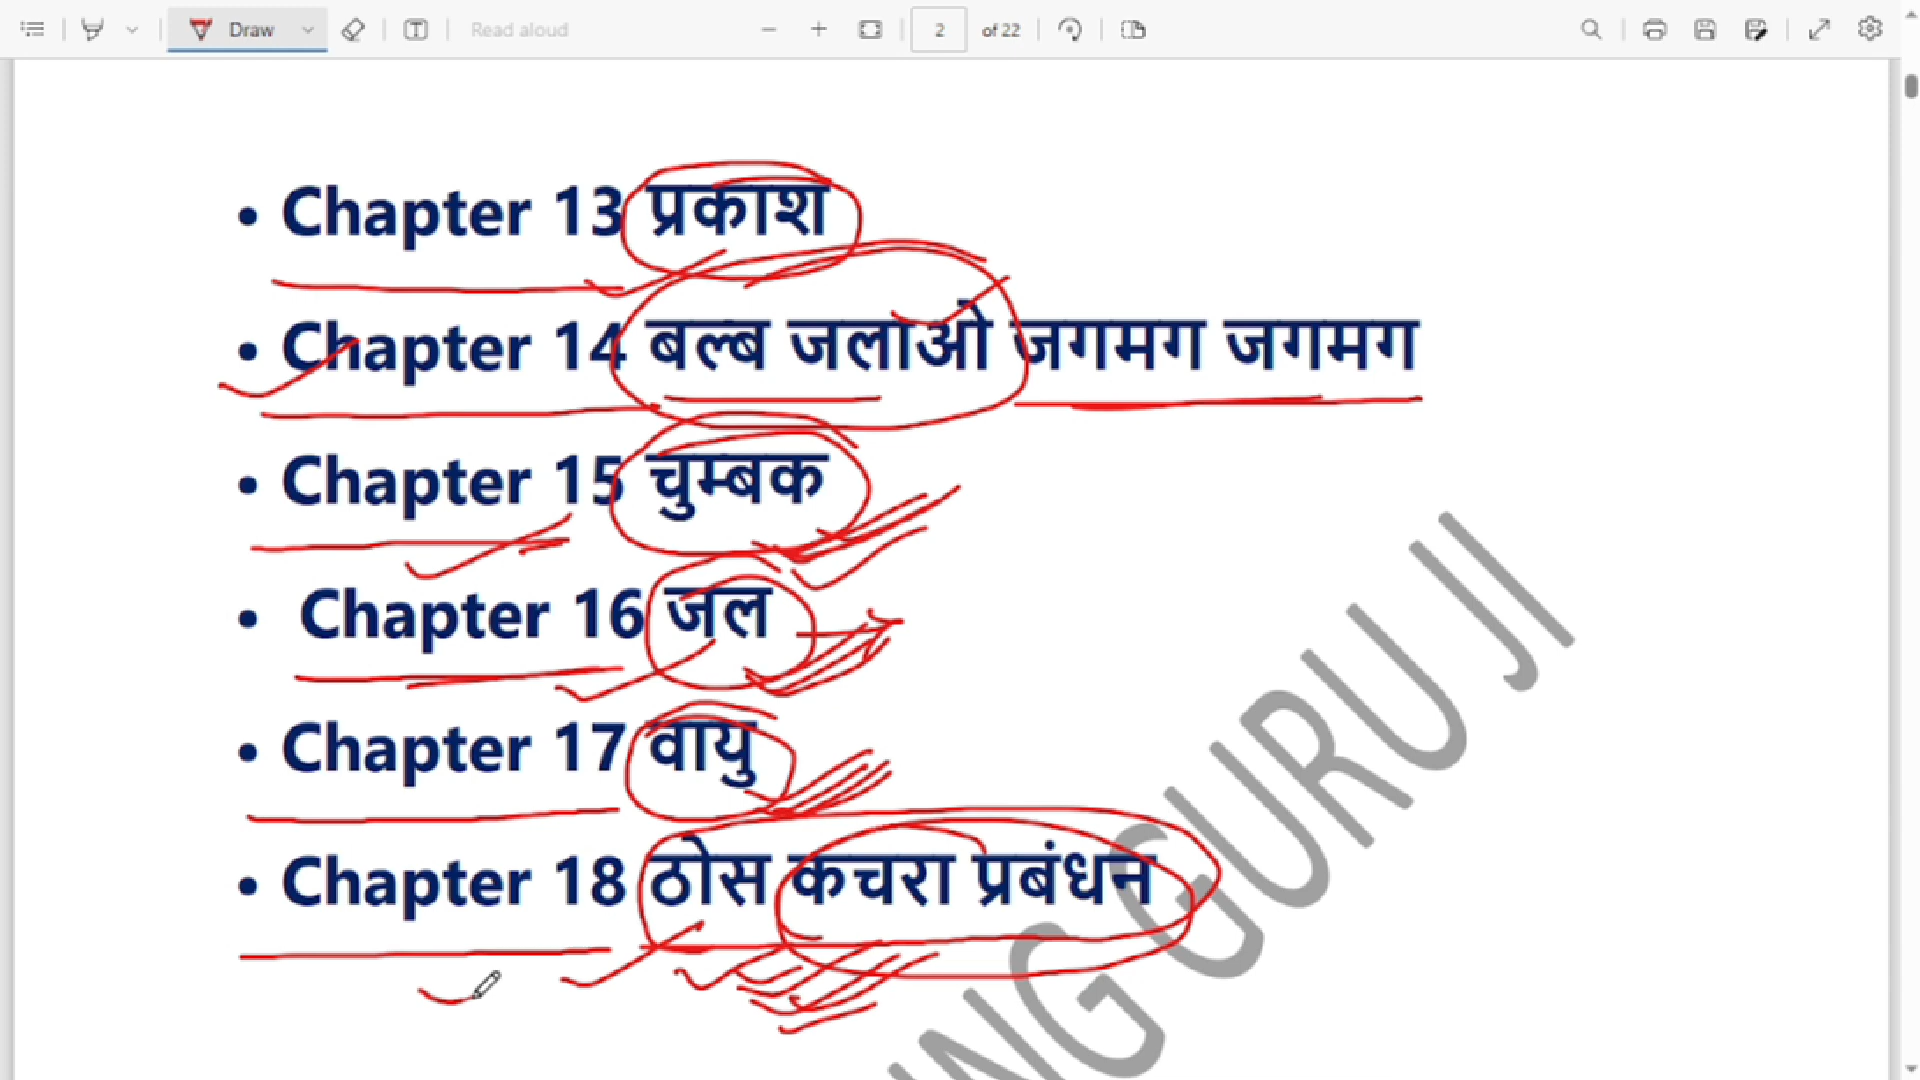 Draw
Read aloud
2 of 22
• Chapter 13 प्रकाश
• Chapter 14 बल्ब जलाओ जगमग जगमग
• Chapter 15 चुम्बक
• Chapter 16 जल
• Chapter 17 वायु
• Chapter 18 ठोस कचरा प्रबंधन
GURU JI